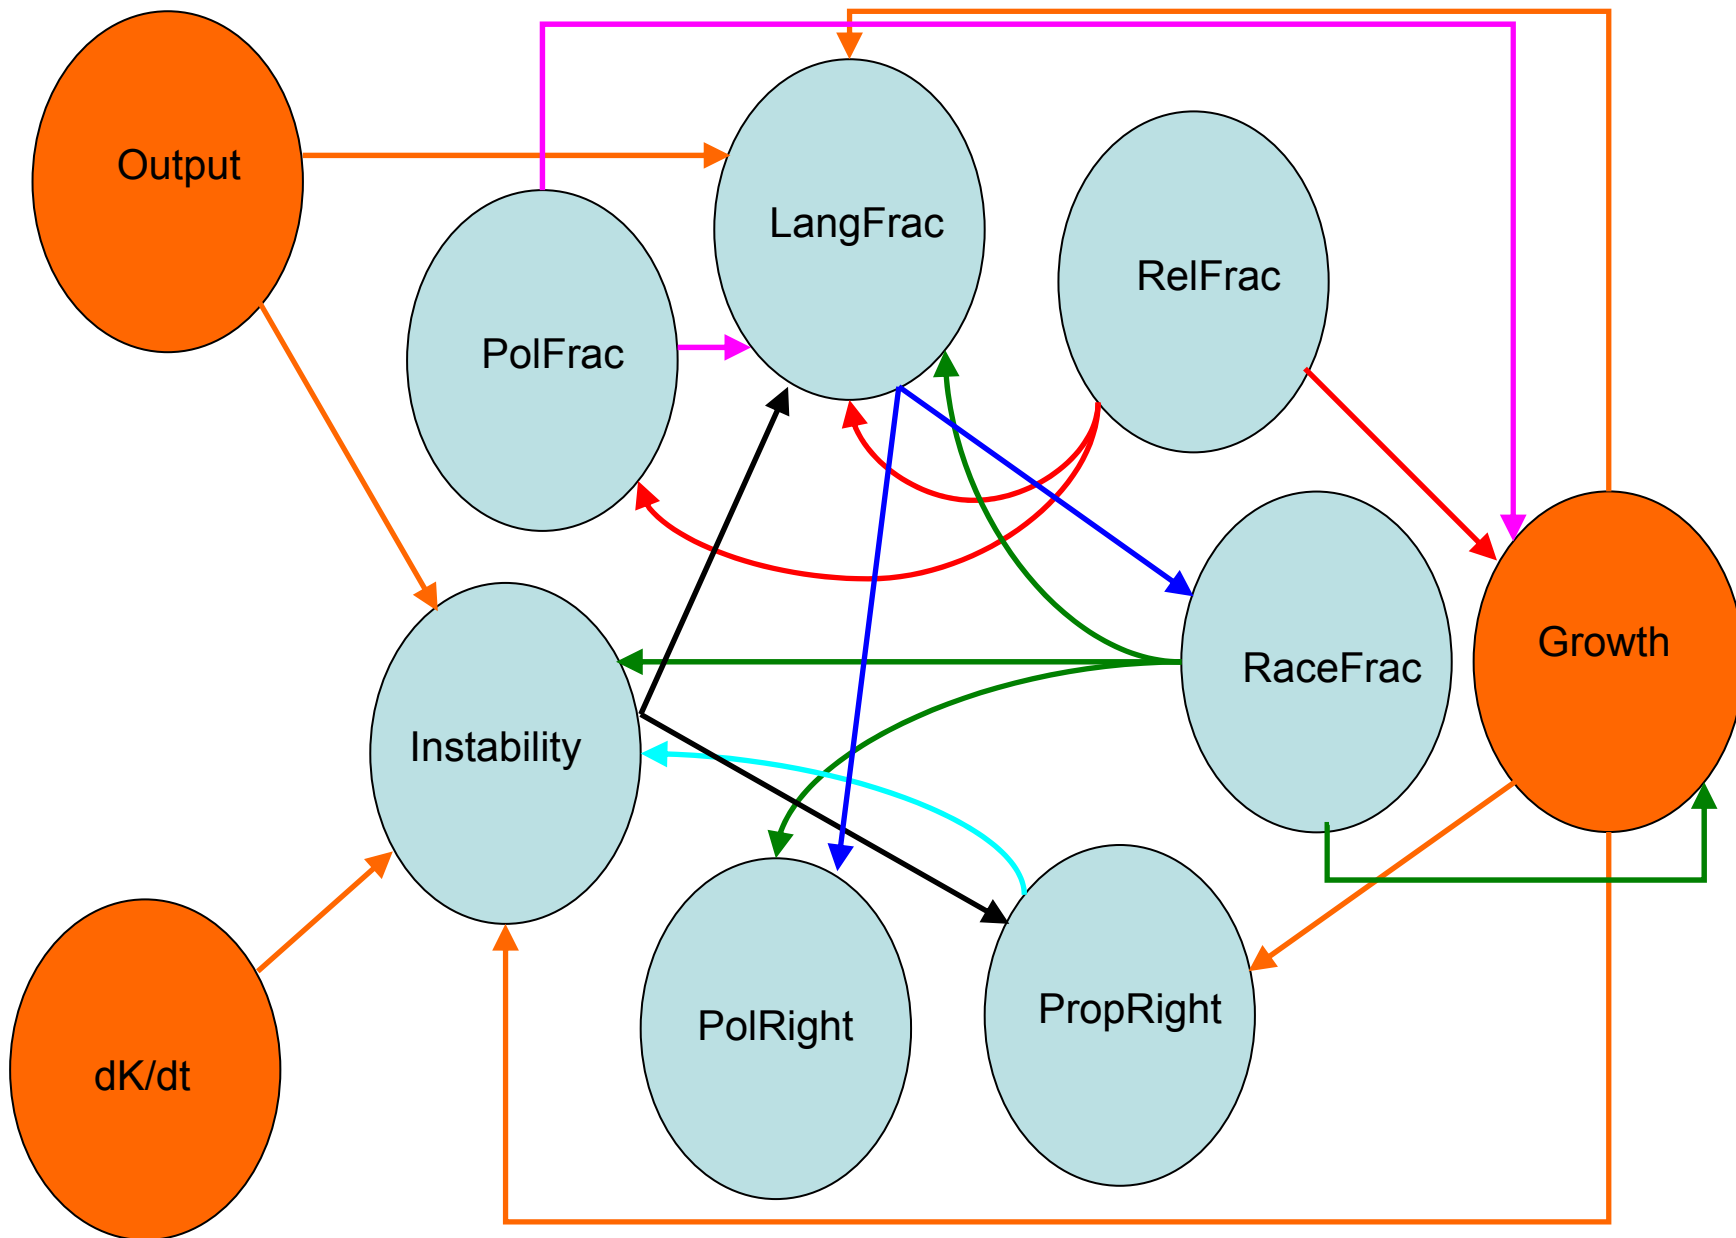 Output
LangFrac
RelFrac
PolFrac
Growth
RaceFrac
Instability
PropRight
PolRight
dK/dt